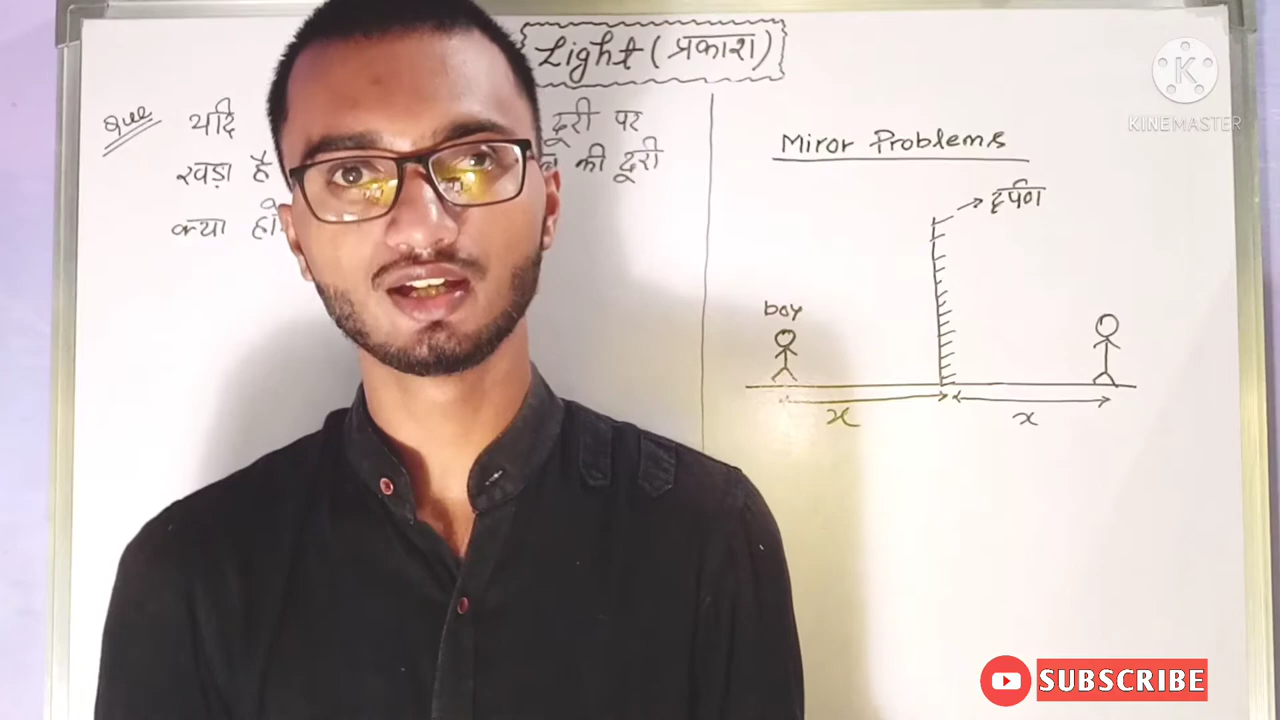 Light (प्रकाश)
Que यदि दूरी पर
खड़ा है की दूरी
क्या
Miror Problems
दर्पण
boy
x x
K
KINEMASTER
SUBSCRIBE